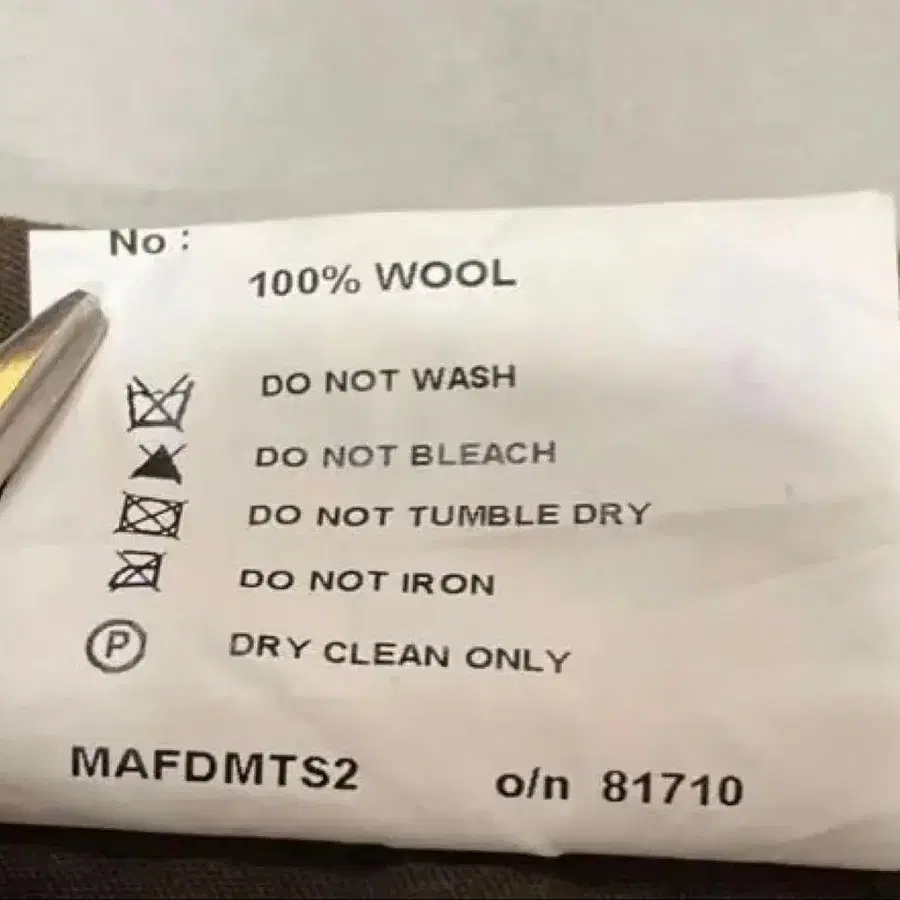 No :
100% WOOL
DO NOT WASH
DO NOT BLEACH
DO NOT TUMBLE DRY
DO NOT IRON
P DRY CLEAN ONLY
MAFDMTS2 o/n 81710